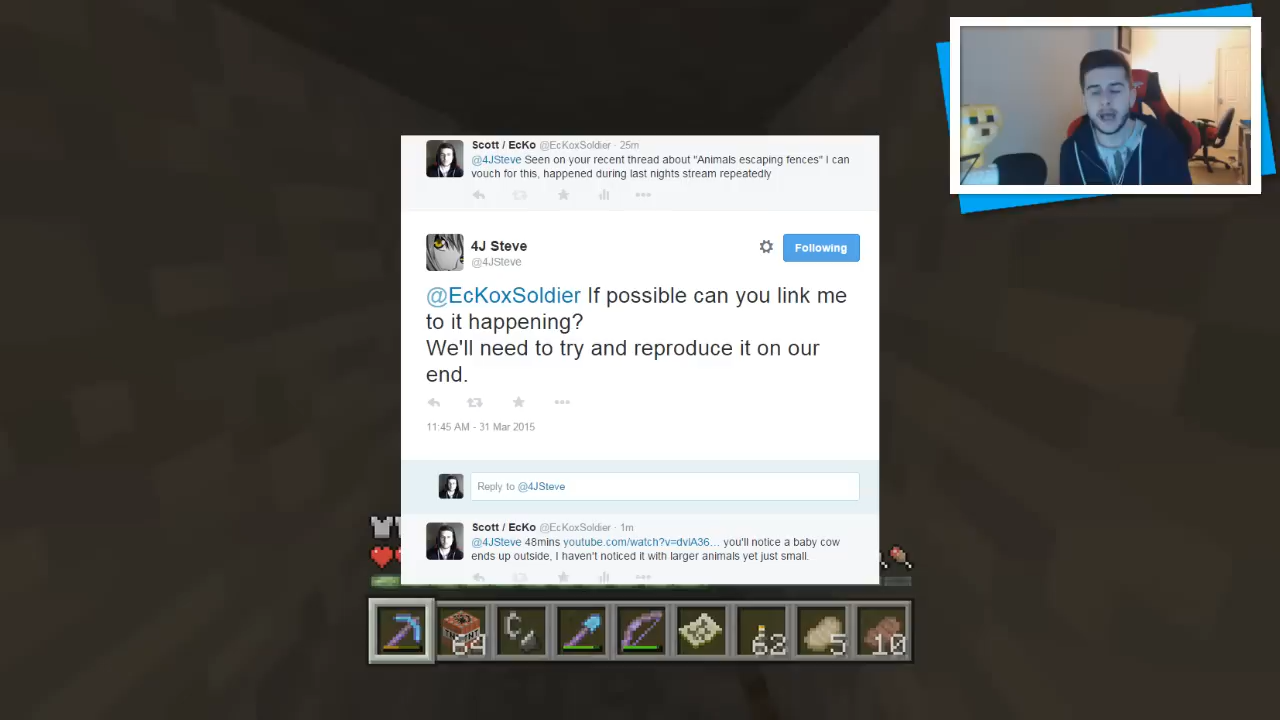 Scott / EcKo @EcKoxSoldier · 25m
@4JSteve Seen on your recent thread about "Animals escaping fences" I can
vouch for this, happened during last nights stream repeatedly
4J Steve
@4JSteve
Following
@EcKoxSoldier If possible can you link me
to it happening?
We'll need to try and reproduce it on our
end.
11:45 AM - 31 Mar 2015
Reply to @4JSteve
Scott / EcKo @EcKoxSoldier · 1m
@4JSteve 48mins youtube.com/watch?v=dvlA36... you'll notice a baby cow
ends up outside, I haven't noticed it with larger animals yet just small.
64 62 5 10